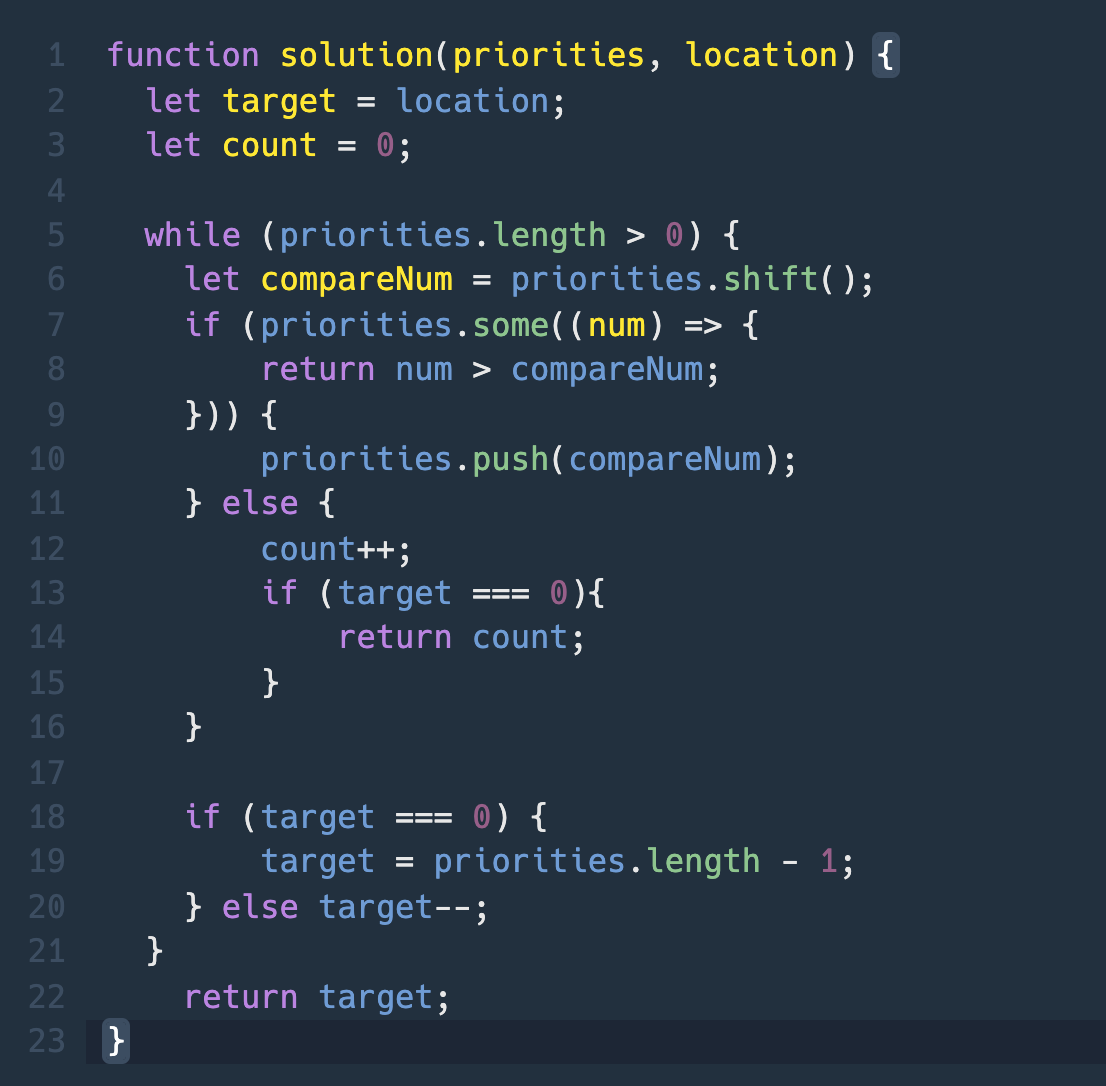 1 function solution(priorities, location) {
2   let target = location;
3   let count = 0;
4
5   while (priorities.length > 0) {
6     let compareNum = priorities.shift();
7     if (priorities.some((num) => {
8         return num > compareNum;
9     })) {
10         priorities.push(compareNum);
11     } else {
12         count++;
13         if (target === 0){
14             return count;
15         }
16     }
17
18     if (target === 0) {
19         target = priorities.length - 1;
20     } else target--;
21   }
22     return target;
23 }